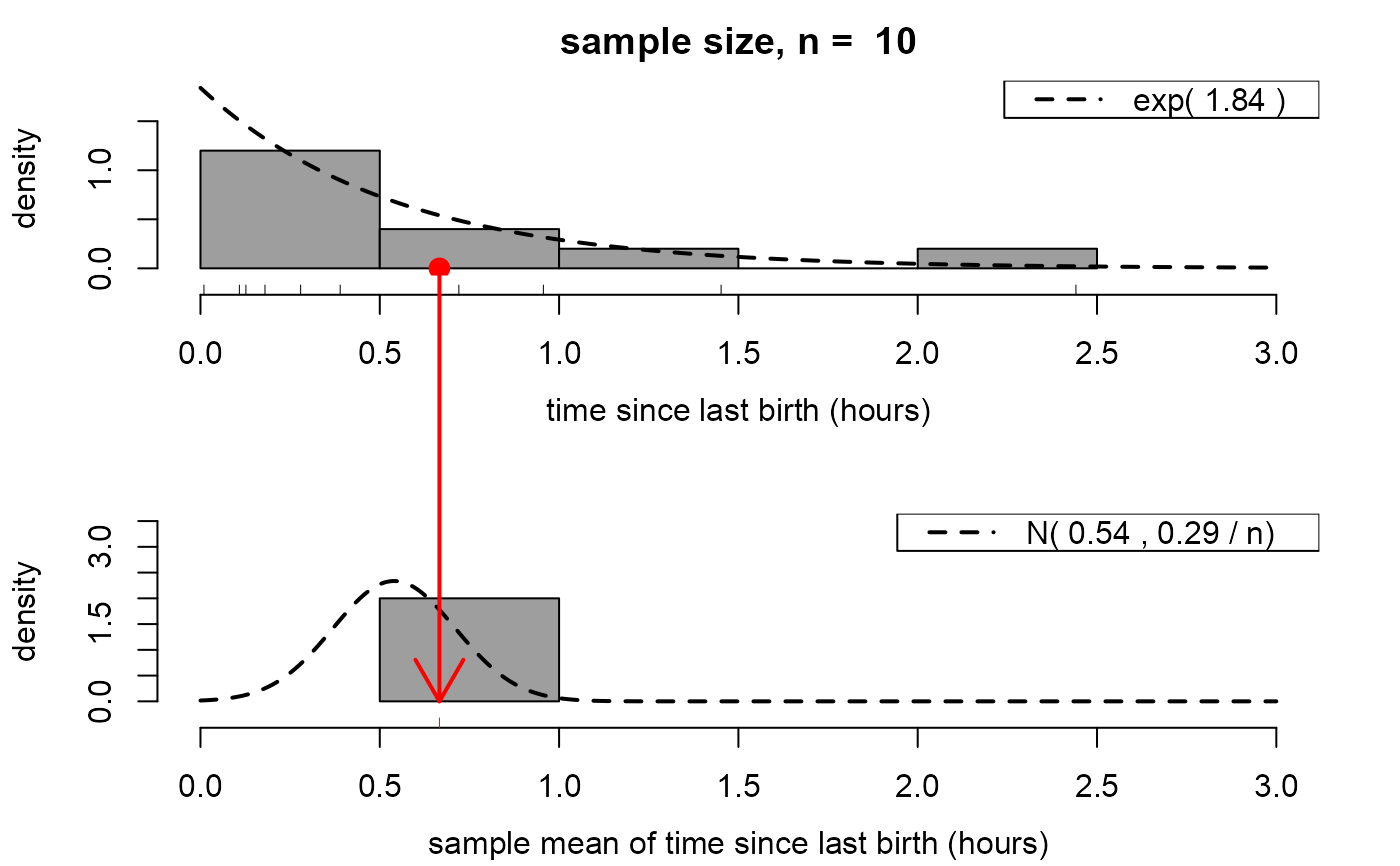 sample size, n = 10
exp( 1.84 )
density
1.0
0.0
0.0 0.5 1.0 1.5 2.0 2.5 3.0
time since last birth (hours)
N( 0.54 , 0.29 / n)
density
3.0
1.5
0.0
0.0 0.5 1.0 1.5 2.0 2.5 3.0
sample mean of time since last birth (hours)